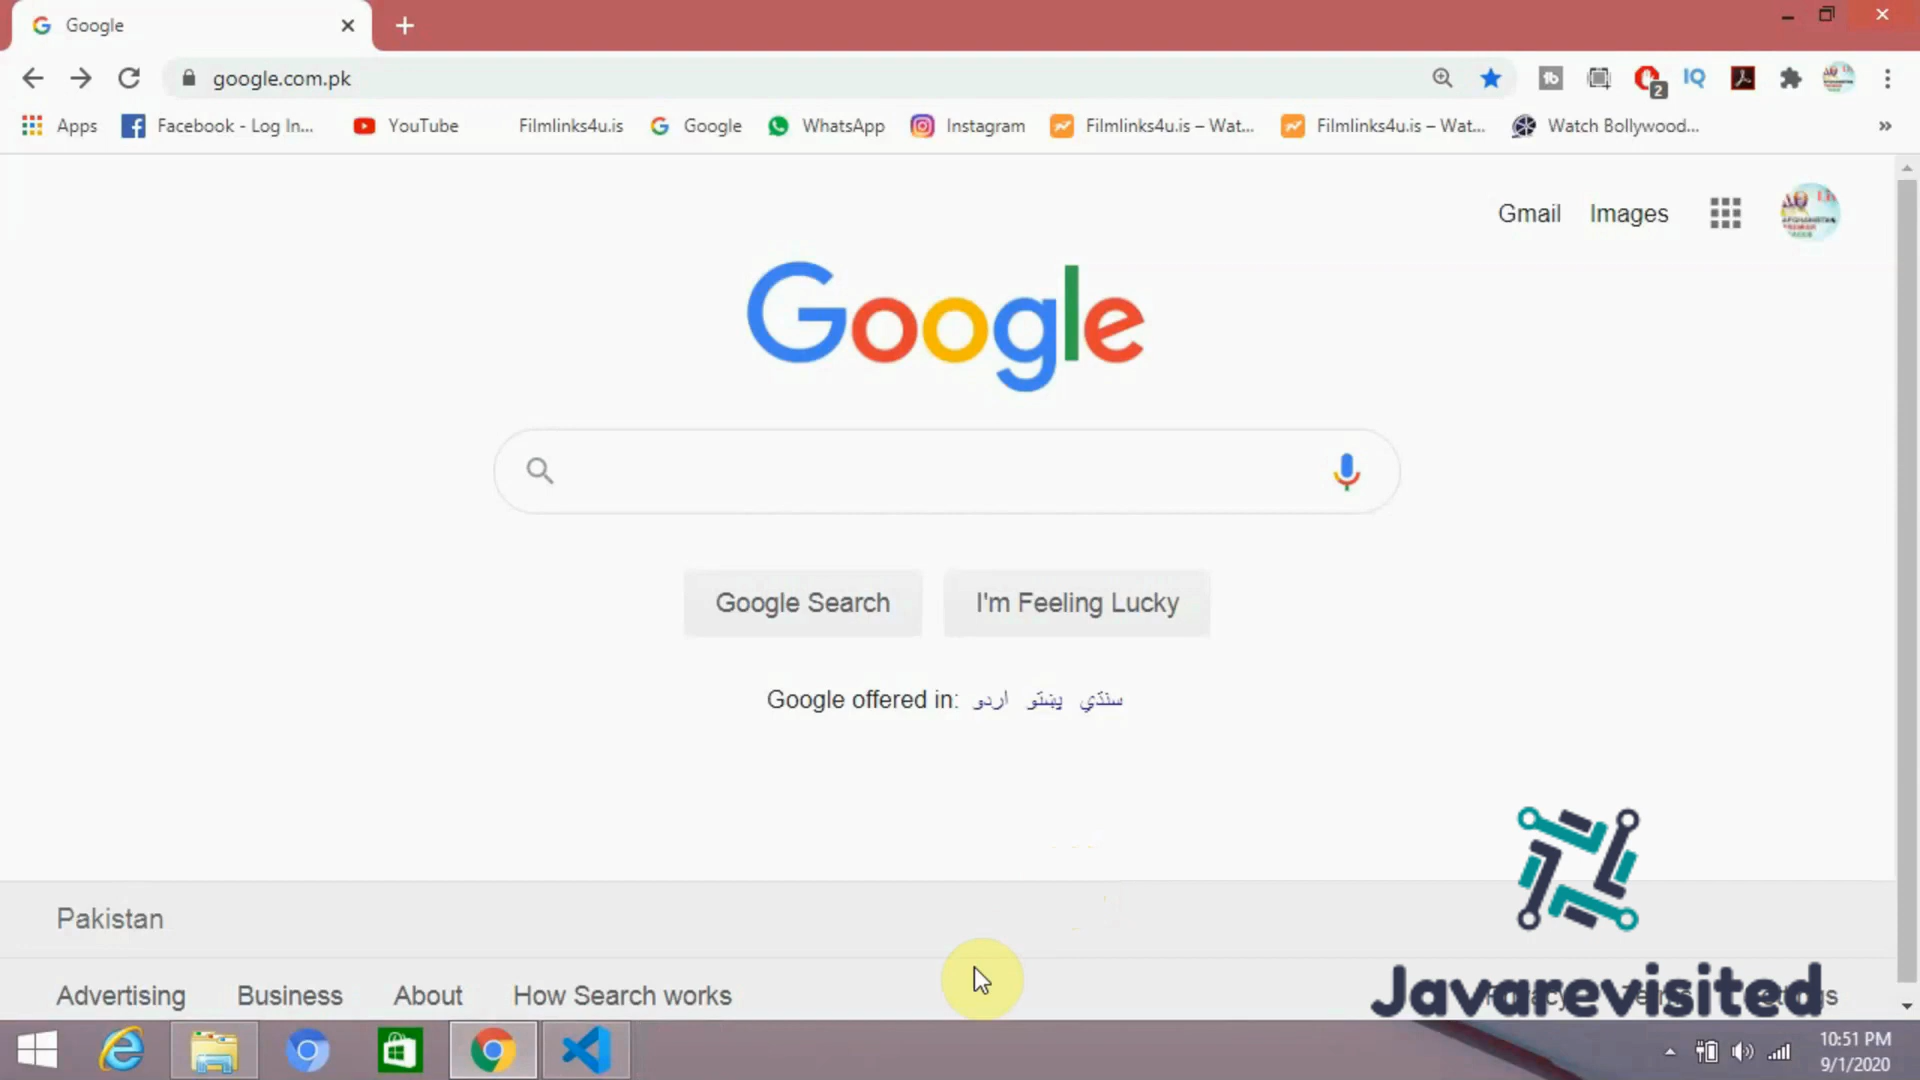 Google
google.com.pk
2
IQ
Apps
Facebook - Log In...
YouTube
Filmlinks4u.is
Google
WhatsApp
Instagram
Filmlinks4u.is – Wat...
Filmlinks4u.is – Wat...
Watch Bollywood...
»
Gmail
Images
Google
Google Search
I'm Feeling Lucky
Google offered in: اردو پښتو سنڌي
Pakistan
Advertising
Business
About
How Search works
Javarevisited
10:51 PM
9/1/2020